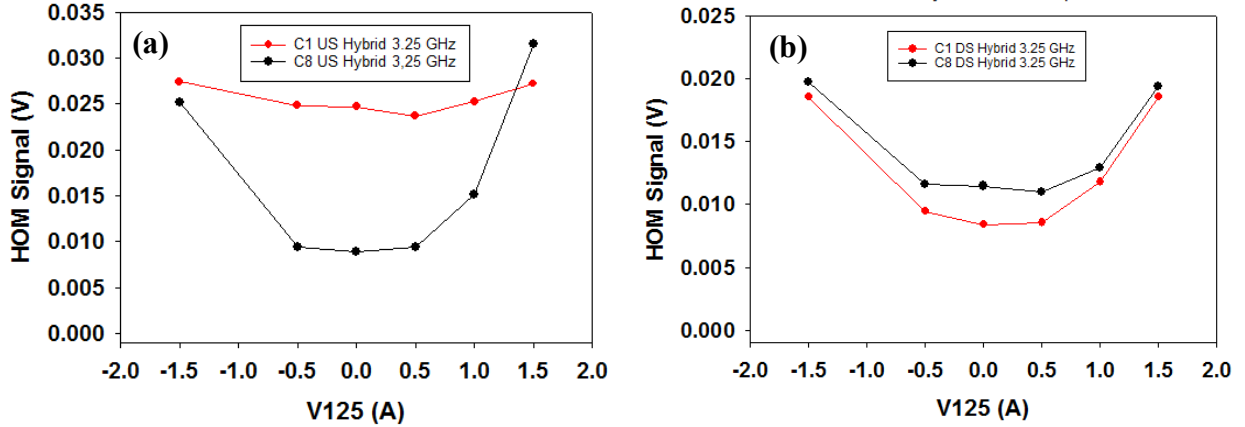 (a)
C1 US Hybrid 3.25 GHz
C8 US Hybrid 3,25 GHz
HOM Signal (V)
0.035
0.030
0.025
0.020
0.015
0.010
0.005
0.000
-2.0 -1.5 -1.0 -0.5 0.0 0.5 1.0 1.5 2.0
V125 (A)
(b)
C1 DS Hybrid 3.25 GHz
C8 DS Hybrid 3.25 GHz
HOM Signal (V)
0.025
0.020
0.015
0.010
0.005
0.000
-2.0 -1.5 -1.0 -0.5 0.0 0.5 1.0 1.5 2.0
V125 (A)